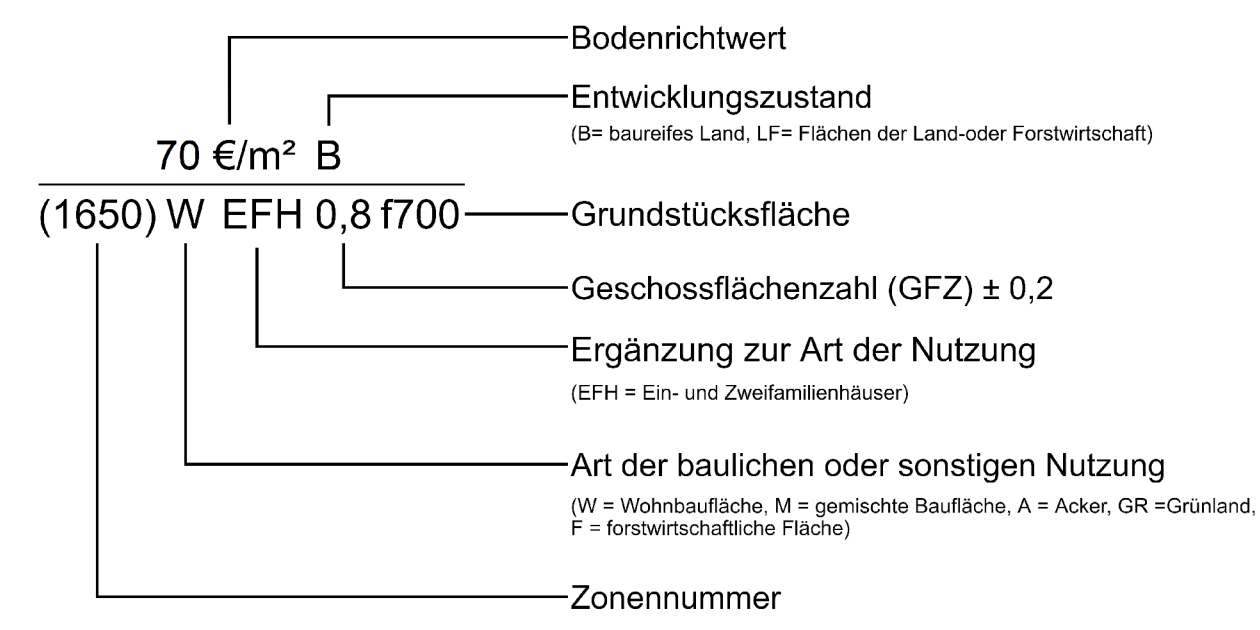 Bodenrichtwert
Entwicklungszustand
(B= baureifes Land, LF= Flächen der Land-oder Forstwirtschaft)
70 €/m² B
(1650) W EFH 0,8 f700
Grundstücksfläche
Geschossflächenzahl (GFZ) ± 0,2
Ergänzung zur Art der Nutzung
(EFH = Ein- und Zweifamilienhäuser)
Art der baulichen oder sonstigen Nutzung
(W = Wohnbaufläche, M = gemischte Baufläche, A = Acker, GR =Grünland,
F = forstwirtschaftliche Fläche)
Zonennummer